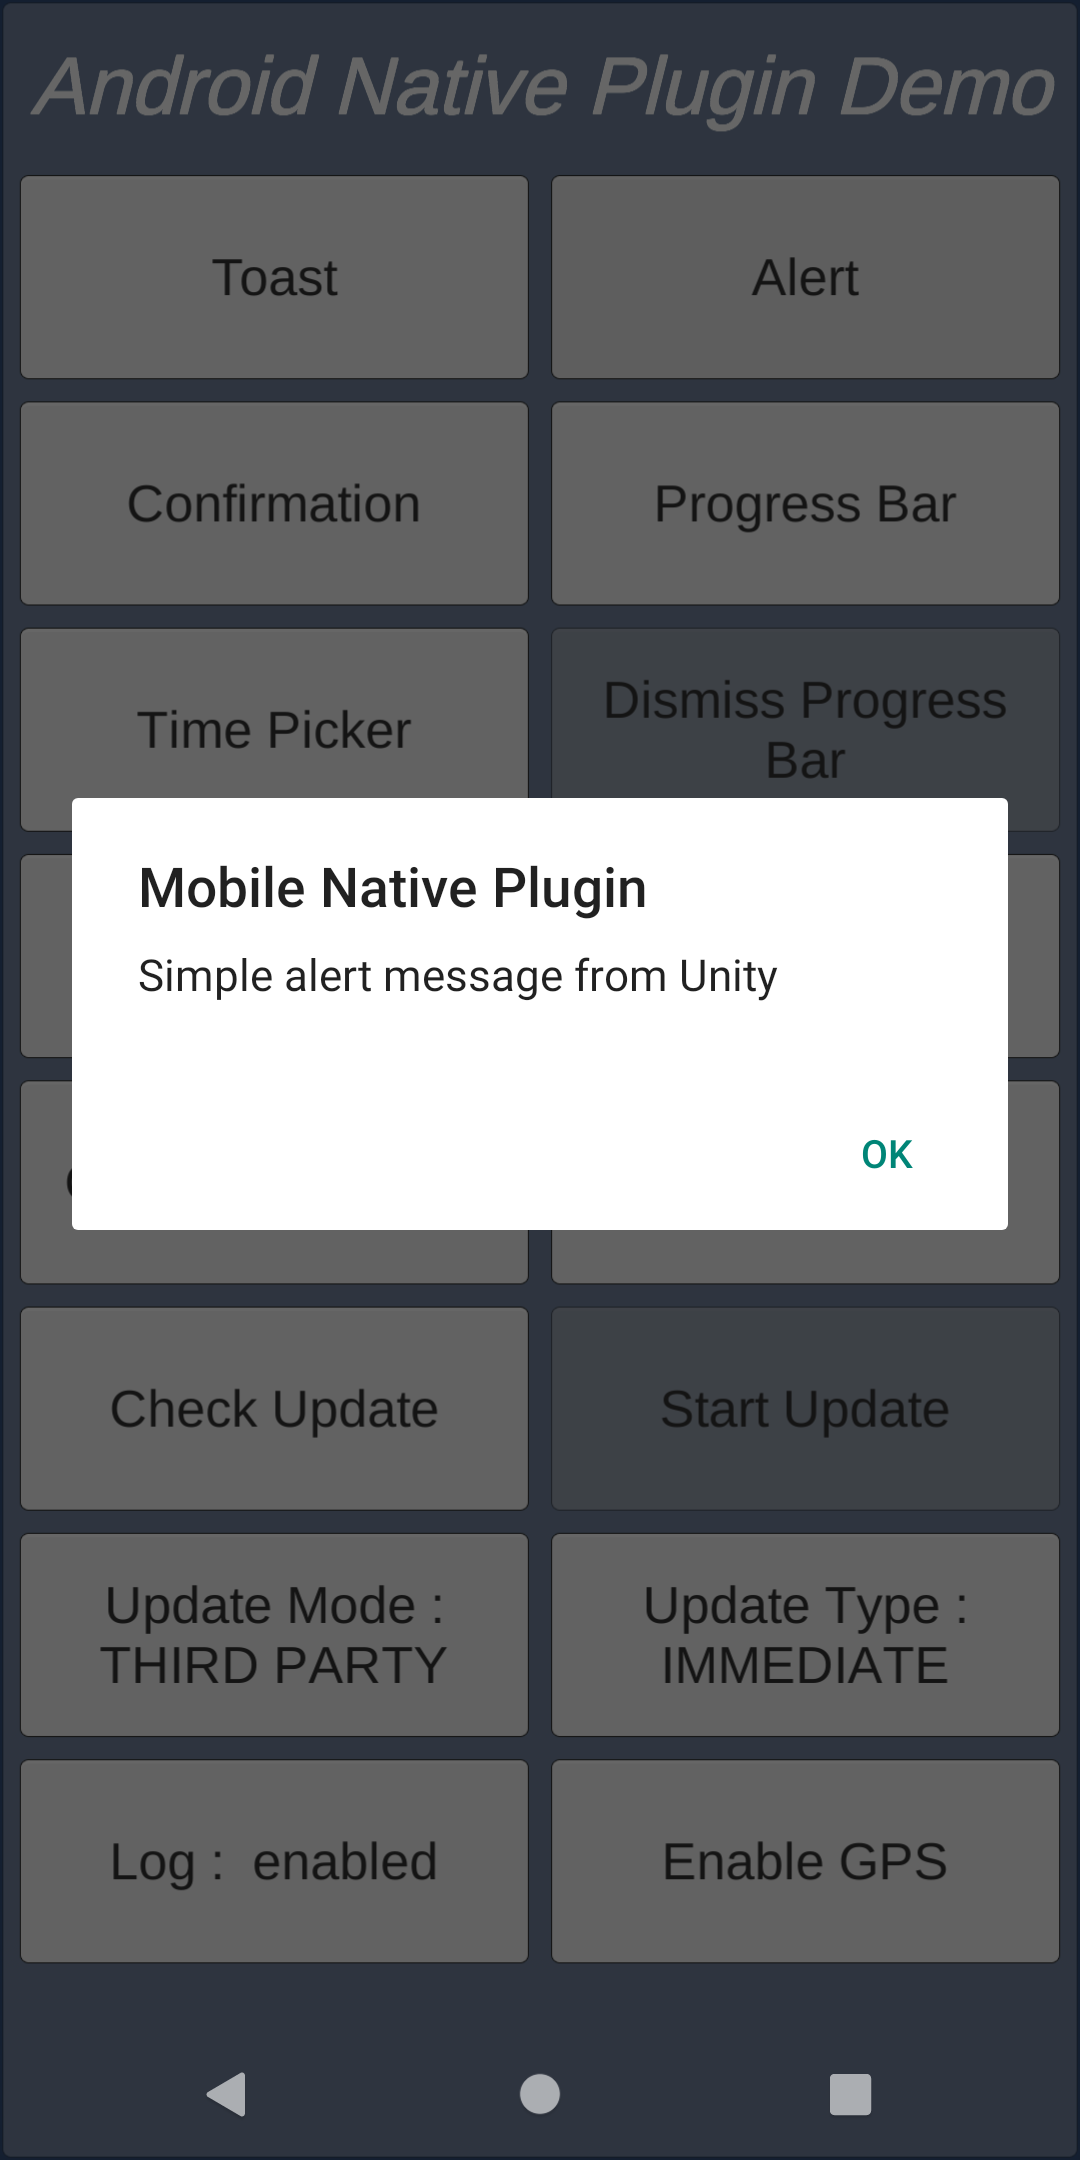 Android Native Plugin Demo
Toast
Alert
Confirmation
Progress Bar
Time Picker
Dismiss Progress
Bar
Mobile Native Plugin
Simple alert message from Unity
OK
Check Update
Start Update
Update Mode :
THIRD PARTY
Update Type :
IMMEDIATE
Log :  enabled
Enable GPS